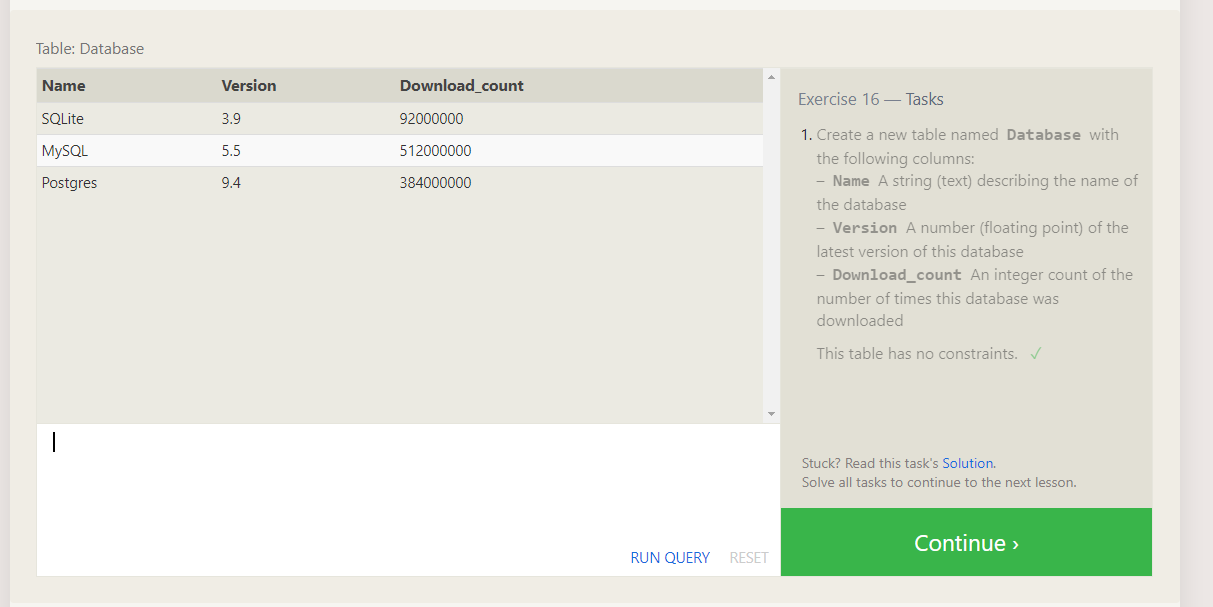 Table: Database
Name Version Download_count
SQLite 3.9 92000000
MySQL 5.5 512000000
Postgres 9.4 384000000
RUN QUERY RESET
Exercise 16 — Tasks
1. Create a new table named Database with
the following columns:
– Name A string (text) describing the name of
the database
– Version A number (floating point) of the
latest version of this database
– Download_count An integer count of the
number of times this database was
downloaded
This table has no constraints. ✓
Stuck? Read this task's Solution.
Solve all tasks to continue to the next lesson.
Continue ›